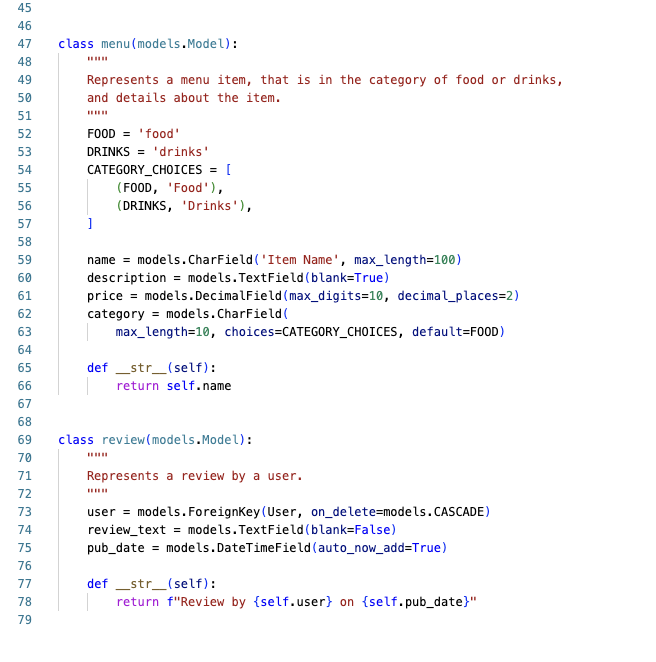 45
46
47 class menu(models.Model):
48     """
49     Represents a menu item, that is in the category of food or drinks,
50     and details about the item.
51     """
52     FOOD = 'food'
53     DRINKS = 'drinks'
54     CATEGORY_CHOICES = [
55         (FOOD, 'Food'),
56         (DRINKS, 'Drinks'),
57     ]
58
59     name = models.CharField('Item Name', max_length=100)
60     description = models.TextField(blank=True)
61     price = models.DecimalField(max_digits=10, decimal_places=2)
62     category = models.CharField(
63         max_length=10, choices=CATEGORY_CHOICES, default=FOOD)
64
65     def __str__(self):
66         return self.name
67
68
69 class review(models.Model):
70     """
71     Represents a review by a user.
72     """
73     user = models.ForeignKey(User, on_delete=models.CASCADE)
74     review_text = models.TextField(blank=False)
75     pub_date = models.DateTimeField(auto_now_add=True)
76
77     def __str__(self):
78         return f"Review by {self.user} on {self.pub_date}"
79